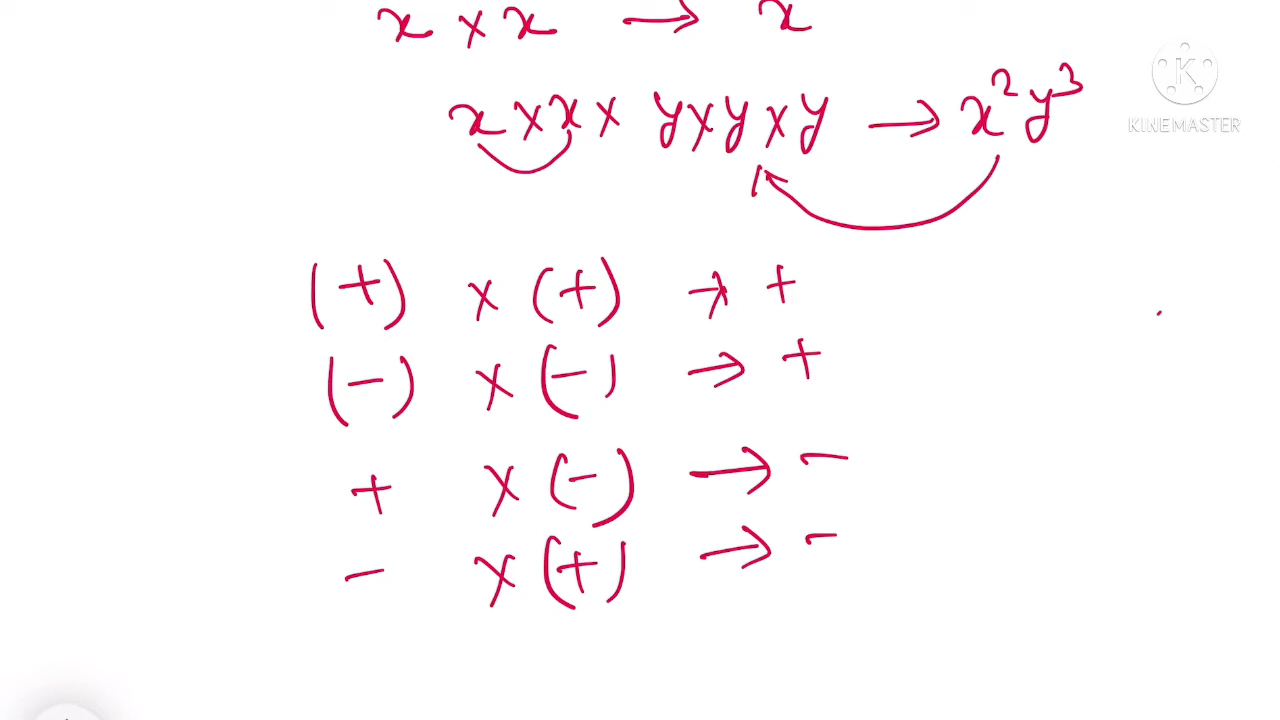 x × x → x
x × x × y × y × y → x²y³
K
KINEMASTER
(+) × (+) → +
(-) × (-) → +
+ × (-) → -
- × (+) → -